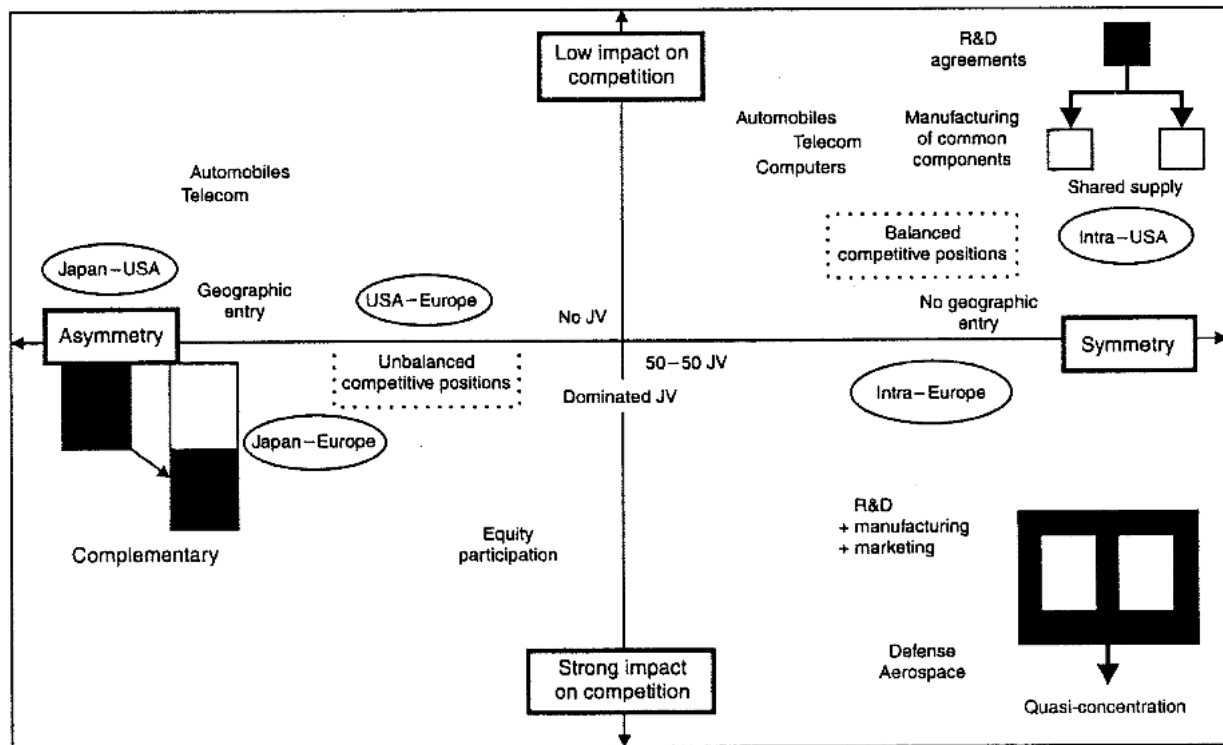 Low impact on
competition
R&D
agreements
Automobiles
Telecom
Computers
Manufacturing
of common
components
Shared supply
Automobiles
Telecom
Balanced
competitive positions
Intra–USA
Japan–USA
Geographic
entry
USA–Europe
No JV
No geographic
entry
Asymmetry
Symmetry
Unbalanced
competitive positions
50–50 JV
Dominated JV
Intra–Europe
Japan–Europe
Complementary
Equity
participation
R&D
+ manufacturing
+ marketing
Strong impact
on competition
Defense
Aerospace
Quasi-concentration